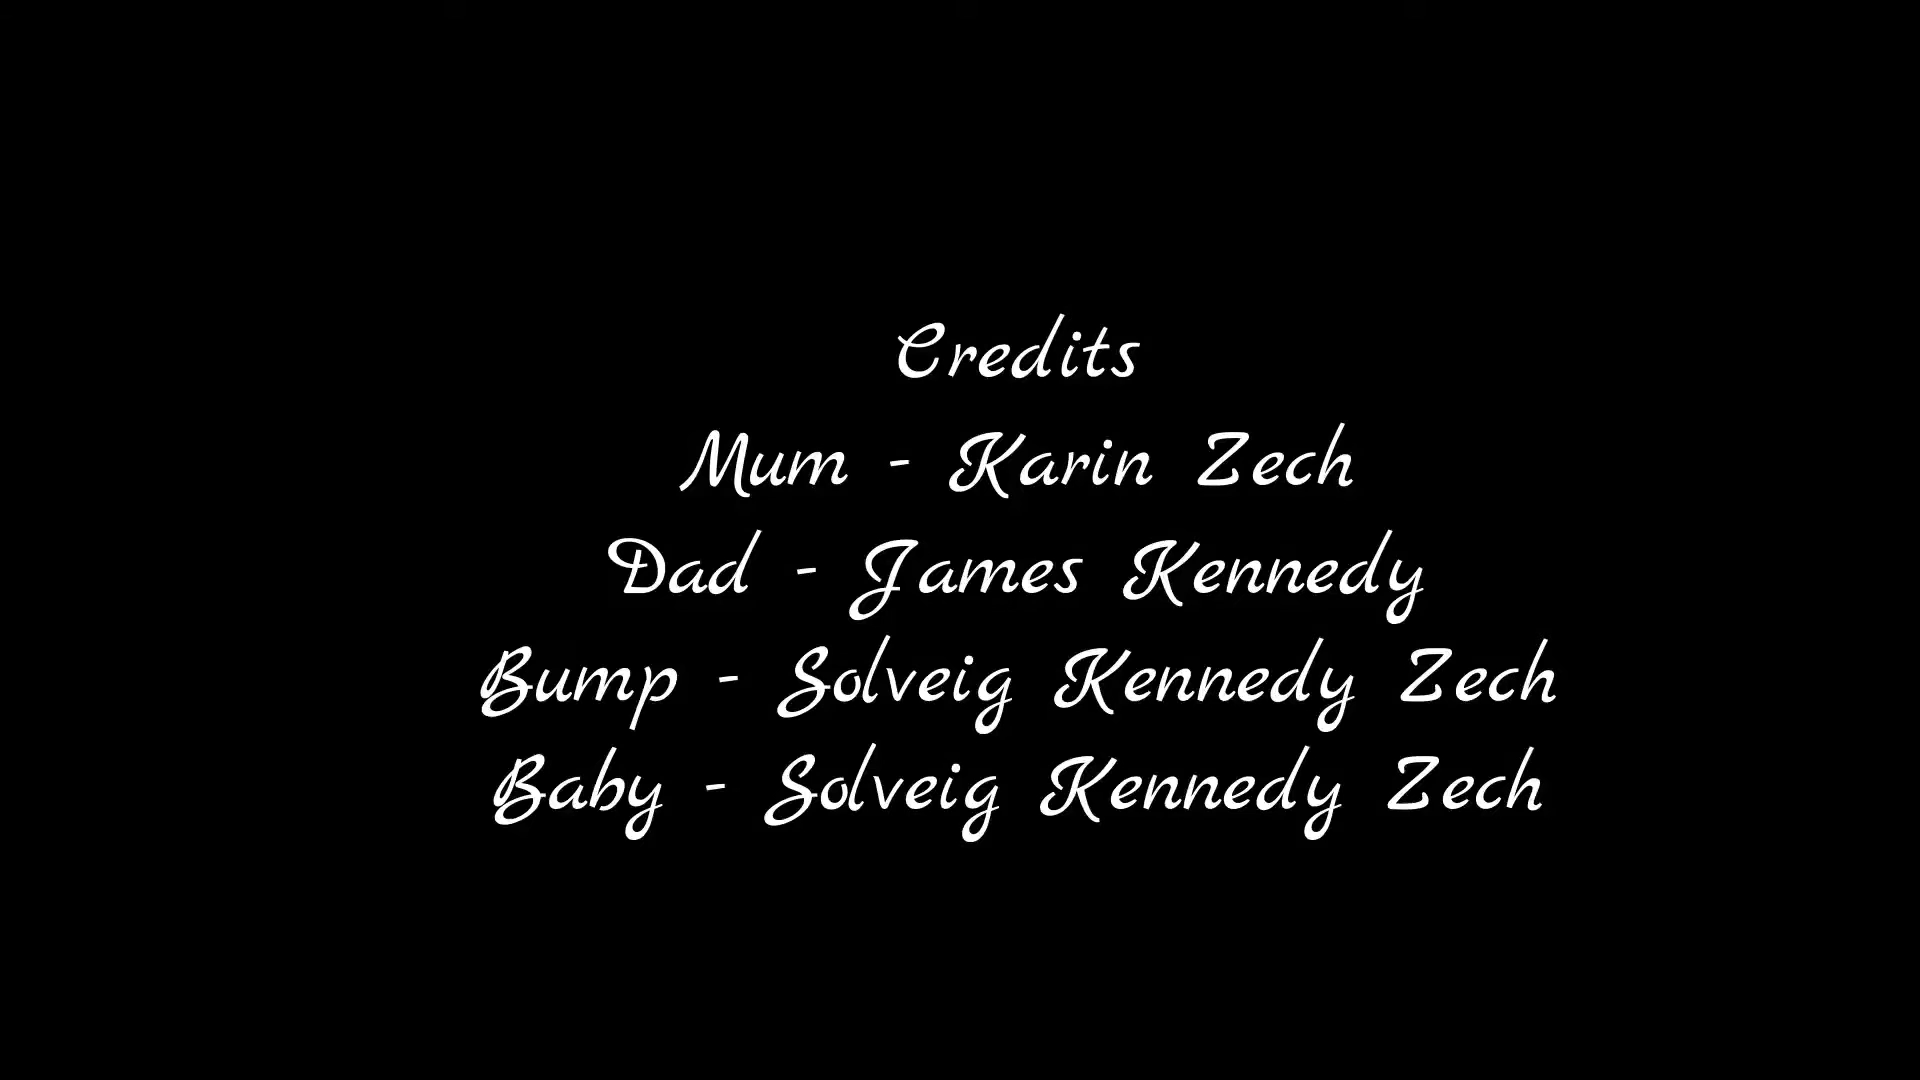 Credits
Mum - Karin Zech
Dad - James Kennedy
Bump - Solveig Kennedy Zech
Baby - Solveig Kennedy Zech